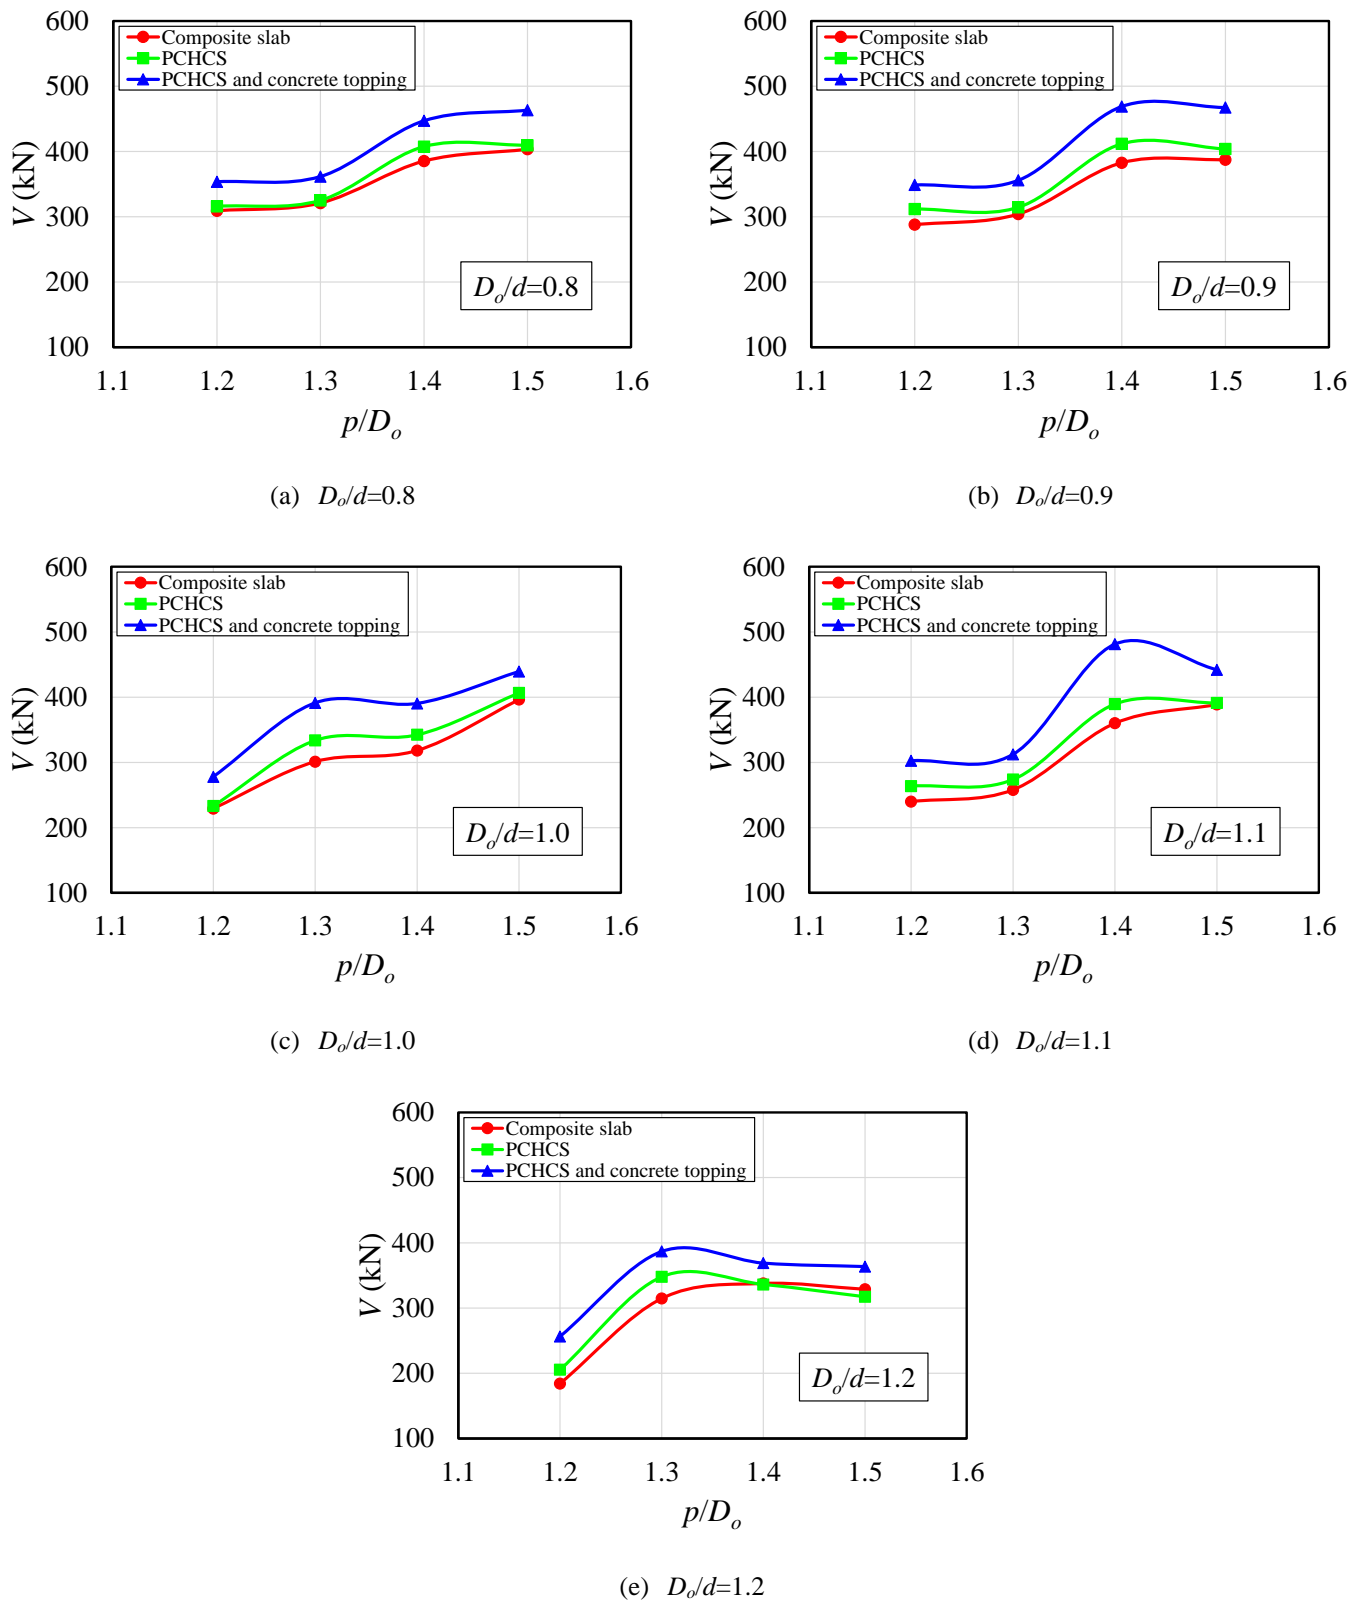 600
500
400
300
200
100
V (kN)
Composite slab
PCHCS
PCHCS and concrete topping
Dₒ/d=0.8
1.1 1.2 1.3 1.4 1.5 1.6
p/Dₒ
(a) Dₒ/d=0.8
600
500
400
300
200
100
V (kN)
Composite slab
PCHCS
PCHCS and concrete topping
Dₒ/d=0.9
1.1 1.2 1.3 1.4 1.5 1.6
p/Dₒ
(b) Dₒ/d=0.9
600
500
400
300
200
100
V (kN)
Composite slab
PCHCS
PCHCS and concrete topping
Dₒ/d=1.0
1.1 1.2 1.3 1.4 1.5 1.6
p/Dₒ
(c) Dₒ/d=1.0
600
500
400
300
200
100
V (kN)
Composite slab
PCHCS
PCHCS and concrete topping
Dₒ/d=1.1
1.1 1.2 1.3 1.4 1.5 1.6
p/Dₒ
(d) Dₒ/d=1.1
600
500
400
300
200
100
V (kN)
Composite slab
PCHCS
PCHCS and concrete topping
Dₒ/d=1.2
1.1 1.2 1.3 1.4 1.5 1.6
p/Dₒ
(e) Dₒ/d=1.2